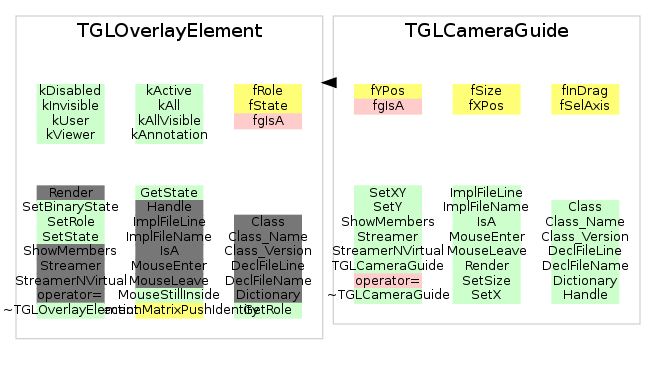 TGLOverlayElement
kDisabled
kInvisible
kUser
kViewer
kActive
kAll
kAllVisible
kAnnotation
fRole
fState
fgIsA
Render
SetBinaryState
SetRole
SetState
ShowMembers
Streamer
StreamerNVirtual
operator=
~TGLOverlayElement
GetState
Handle
ImplFileLine
ImplFileName
IsA
MouseEnter
MouseLeave
MouseStillInside
Class
Class_Name
Class_Version
DeclFileLine
DeclFileName
Dictionary
GetRole
TGLCameraGuide
fYPos
fgIsA
fSize
fXPos
fInDrag
fSelAxis
SetXY
SetY
ShowMembers
Streamer
StreamerNVirtual
TGLCameraGuide
operator=
~TGLCameraGuide
ImplFileLine
ImplFileName
IsA
MouseEnter
MouseLeave
Render
SetSize
SetX
Class
Class_Name
Class_Version
DeclFileLine
DeclFileName
Dictionary
Handle